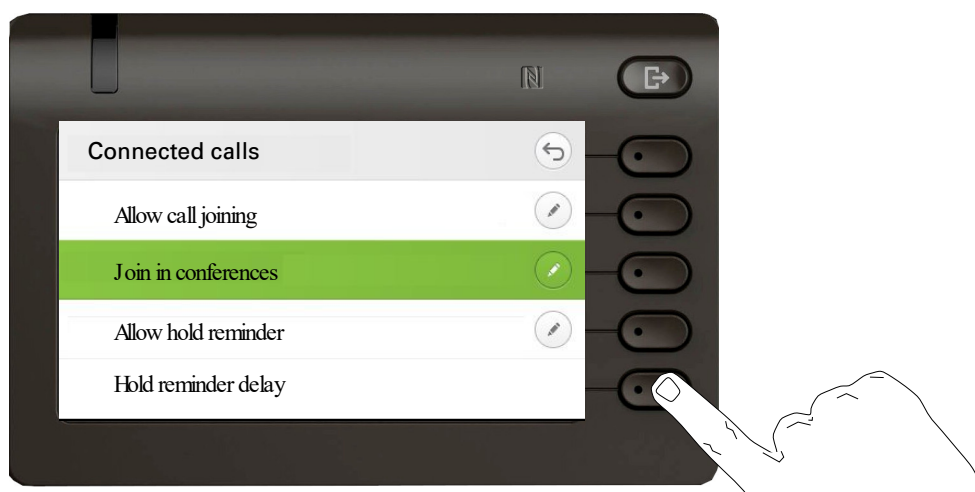 Connected calls
Allow call joining
Join in conferences
Allow hold reminder
Hold reminder delay